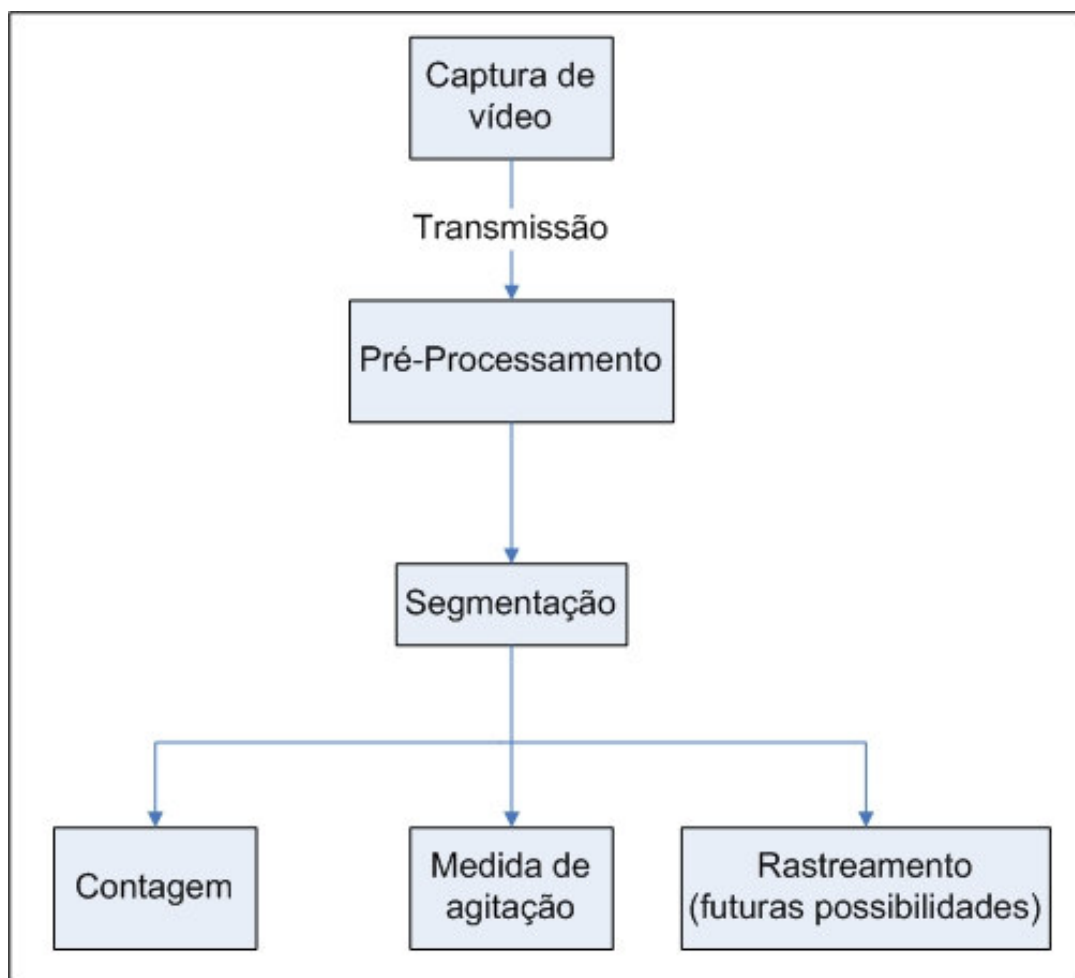 Captura de
vídeo
Transmissão
Pré-Processamento
Segmentação
Contagem
Medida de
agitação
Rastreamento
(futuras possibilidades)